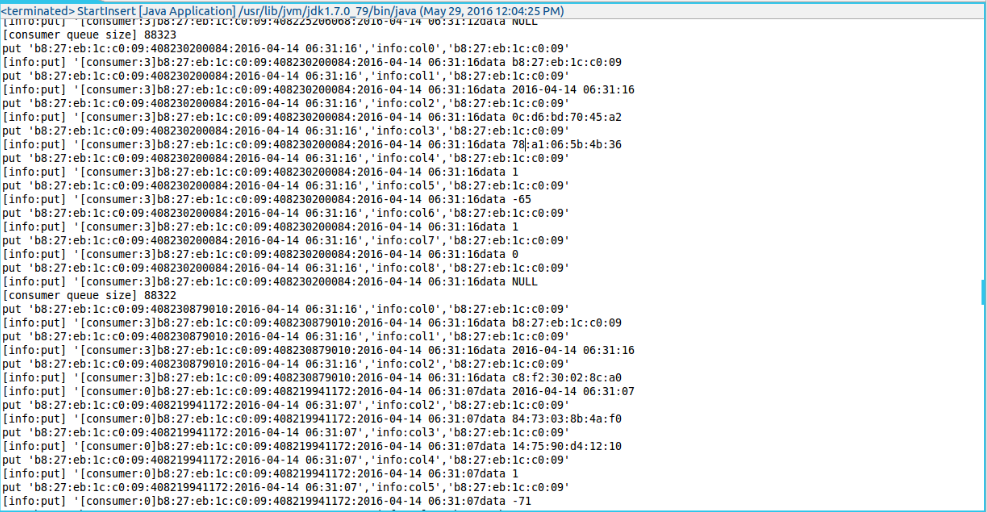 <terminated> StartInsert [Java Application] /usr/lib/jvm/jdk1.7.0_79/bin/java (May 29, 2016 12:04:25 PM)
[info:put] '[consumer:3]b8:27:eb:1c:c0:09:408225206068:2016-04-14 06:31:12data NULL
[consumer queue size] 88323
put 'b8:27:eb:1c:c0:09:408230200084:2016-04-14 06:31:16','info:col0','b8:27:eb:1c:c0:09'
[info:put] '[consumer:3]b8:27:eb:1c:c0:09:408230200084:2016-04-14 06:31:16data b8:27:eb:1c:c0:09
put 'b8:27:eb:1c:c0:09:408230200084:2016-04-14 06:31:16','info:col1','b8:27:eb:1c:c0:09'
[info:put] '[consumer:3]b8:27:eb:1c:c0:09:408230200084:2016-04-14 06:31:16data 2016-04-14 06:31:16
put 'b8:27:eb:1c:c0:09:408230200084:2016-04-14 06:31:16','info:col2','b8:27:eb:1c:c0:09'
[info:put] '[consumer:3]b8:27:eb:1c:c0:09:408230200084:2016-04-14 06:31:16data 0c:d6:bd:70:45:a2
put 'b8:27:eb:1c:c0:09:408230200084:2016-04-14 06:31:16','info:col3','b8:27:eb:1c:c0:09'
[info:put] '[consumer:3]b8:27:eb:1c:c0:09:408230200084:2016-04-14 06:31:16data 78:a1:06:5b:4b:36
put 'b8:27:eb:1c:c0:09:408230200084:2016-04-14 06:31:16','info:col4','b8:27:eb:1c:c0:09'
[info:put] '[consumer:3]b8:27:eb:1c:c0:09:408230200084:2016-04-14 06:31:16data 1
put 'b8:27:eb:1c:c0:09:408230200084:2016-04-14 06:31:16','info:col5','b8:27:eb:1c:c0:09'
[info:put] '[consumer:3]b8:27:eb:1c:c0:09:408230200084:2016-04-14 06:31:16data -65
put 'b8:27:eb:1c:c0:09:408230200084:2016-04-14 06:31:16','info:col6','b8:27:eb:1c:c0:09'
[info:put] '[consumer:3]b8:27:eb:1c:c0:09:408230200084:2016-04-14 06:31:16data 1
put 'b8:27:eb:1c:c0:09:408230200084:2016-04-14 06:31:16','info:col7','b8:27:eb:1c:c0:09'
[info:put] '[consumer:3]b8:27:eb:1c:c0:09:408230200084:2016-04-14 06:31:16data 0
put 'b8:27:eb:1c:c0:09:408230200084:2016-04-14 06:31:16','info:col8','b8:27:eb:1c:c0:09'
[info:put] '[consumer:3]b8:27:eb:1c:c0:09:408230200084:2016-04-14 06:31:16data NULL
[consumer queue size] 88322
put 'b8:27:eb:1c:c0:09:408230879010:2016-04-14 06:31:16','info:col0','b8:27:eb:1c:c0:09'
[info:put] '[consumer:3]b8:27:eb:1c:c0:09:408230879010:2016-04-14 06:31:16data b8:27:eb:1c:c0:09
put 'b8:27:eb:1c:c0:09:408230879010:2016-04-14 06:31:16','info:col1','b8:27:eb:1c:c0:09'
[info:put] '[consumer:3]b8:27:eb:1c:c0:09:408230879010:2016-04-14 06:31:16data 2016-04-14 06:31:16
put 'b8:27:eb:1c:c0:09:408230879010:2016-04-14 06:31:16','info:col2','b8:27:eb:1c:c0:09'
[info:put] '[consumer:3]b8:27:eb:1c:c0:09:408230879010:2016-04-14 06:31:16data c8:f2:30:02:8c:a0
[info:put] '[consumer:0]b8:27:eb:1c:c0:09:408219941172:2016-04-14 06:31:07data 2016-04-14 06:31:07
put 'b8:27:eb:1c:c0:09:408219941172:2016-04-14 06:31:07','info:col2','b8:27:eb:1c:c0:09'
[info:put] '[consumer:0]b8:27:eb:1c:c0:09:408219941172:2016-04-14 06:31:07data 84:73:03:8b:4a:f0
put 'b8:27:eb:1c:c0:09:408219941172:2016-04-14 06:31:07','info:col3','b8:27:eb:1c:c0:09'
[info:put] '[consumer:0]b8:27:eb:1c:c0:09:408219941172:2016-04-14 06:31:07data 14:75:90:d4:12:10
put 'b8:27:eb:1c:c0:09:408219941172:2016-04-14 06:31:07','info:col4','b8:27:eb:1c:c0:09'
[info:put] '[consumer:0]b8:27:eb:1c:c0:09:408219941172:2016-04-14 06:31:07data 1
put 'b8:27:eb:1c:c0:09:408219941172:2016-04-14 06:31:07','info:col5','b8:27:eb:1c:c0:09'
[info:put] '[consumer:0]b8:27:eb:1c:c0:09:408219941172:2016-04-14 06:31:07data -71